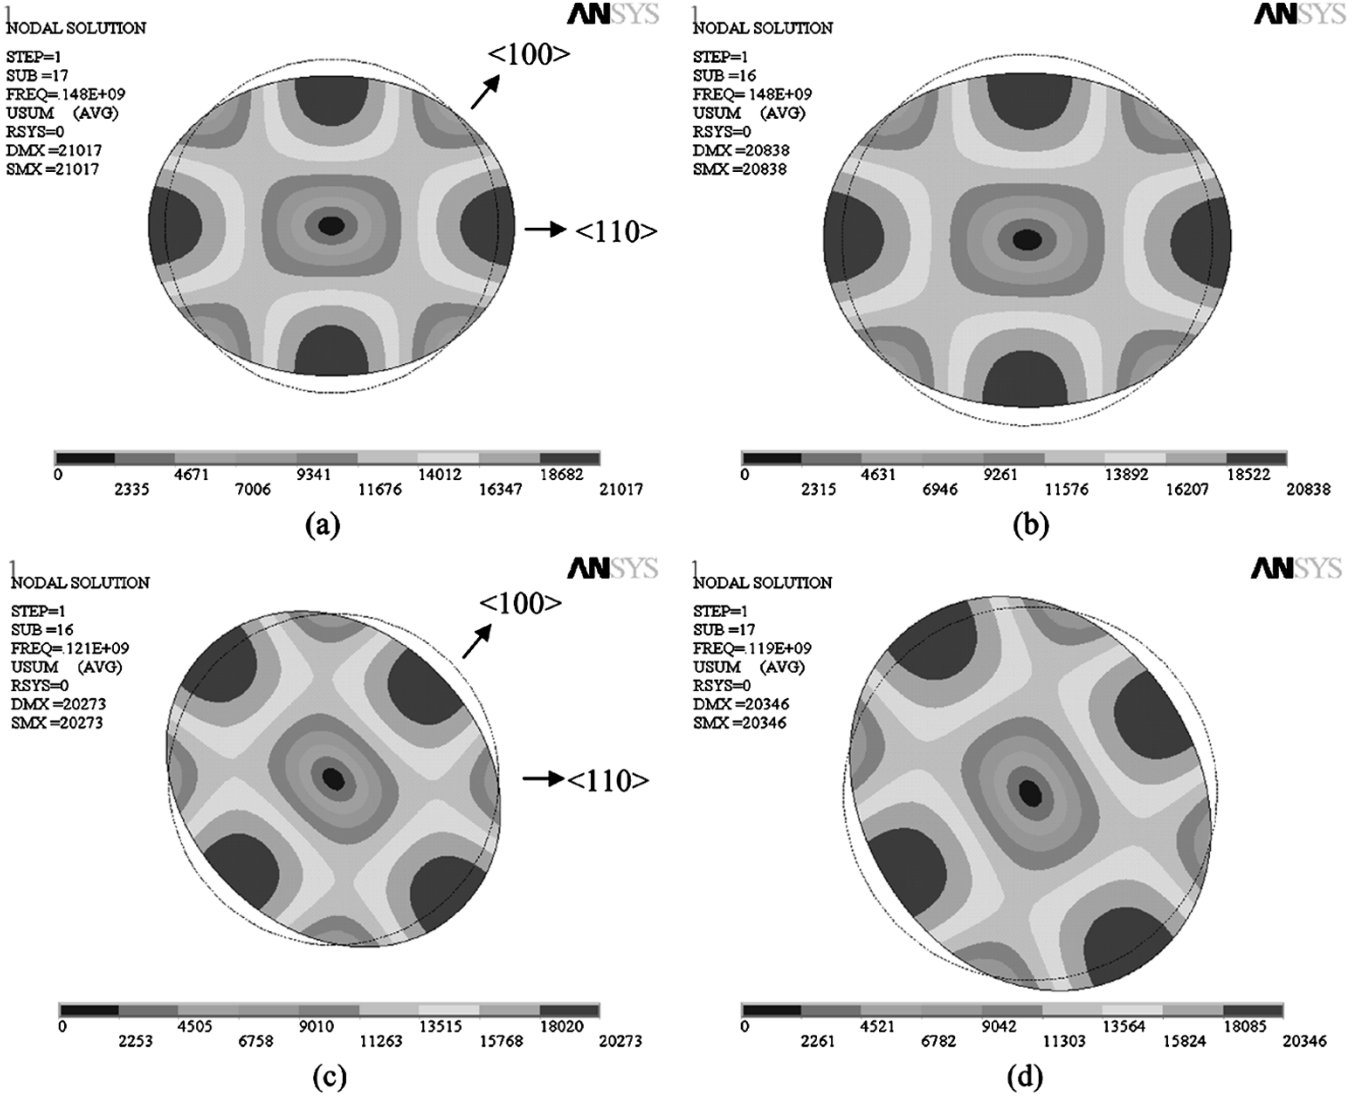 1
ANSYS
NODAL SOLUTION
STEP=1
SUB =17
FREQ=.148E+09
USUM (AVG)
RSYS=0
DMX =21017
SMX =21017
<100>
<110>
0 4671 9341 14012 18682
2335 7006 11676 16347 21017
(a)
1
ANSYS
NODAL SOLUTION
STEP=1
SUB =16
FREQ=.148E+09
USUM (AVG)
RSYS=0
DMX =20838
SMX =20838
0 4631 9261 13892 18522
2315 6946 11576 16207 20838
(b)
1
ANSYS
NODAL SOLUTION
STEP=1
SUB =16
FREQ=.121E+09
USUM (AVG)
RSYS=0
DMX =20273
SMX =20273
<100>
<110>
0 4505 9010 13515 18020
2253 6758 11263 15768 20273
(c)
1
ANSYS
NODAL SOLUTION
STEP=1
SUB =17
FREQ=.119E+09
USUM (AVG)
RSYS=0
DMX =20346
SMX =20346
0 4521 9042 13564 18085
2261 6782 11303 15824 20346
(d)